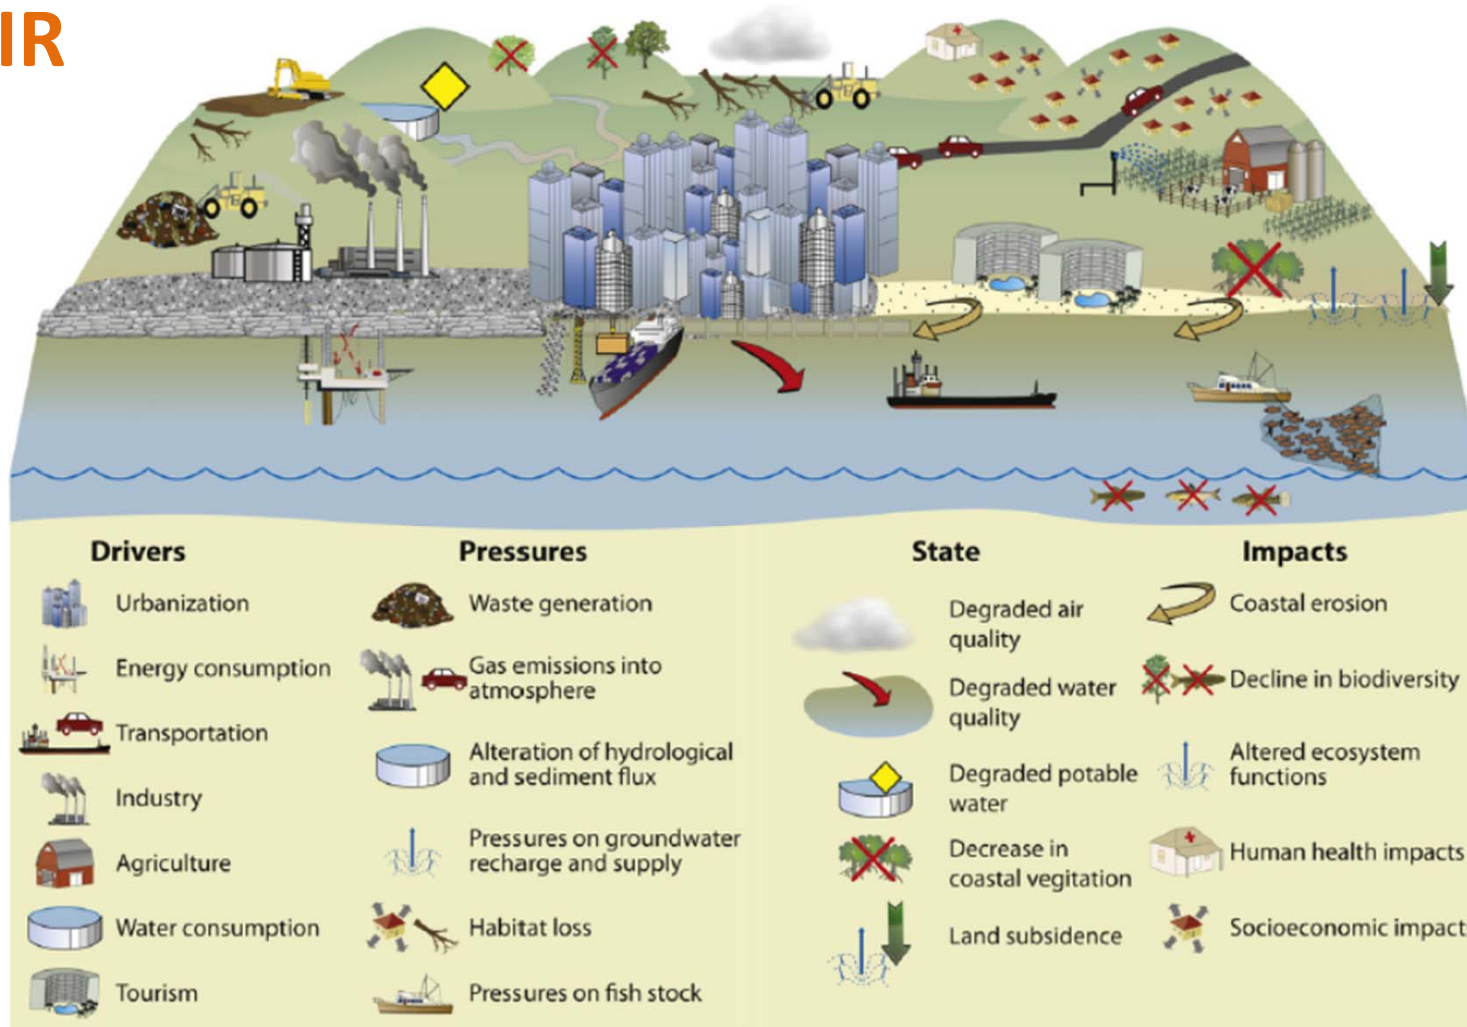 IR
Drivers
Urbanization
Energy consumption
Transportation
Industry
Agriculture
Water consumption
Tourism
Pressures
Waste generation
Gas emissions into
atmosphere
Alteration of hydrological
and sediment flux
Pressures on groundwater
recharge and supply
Habitat loss
Pressures on fish stock
State
Degraded air
quality
Degraded water
quality
Degraded potable
water
Decrease in
coastal vegitation
Land subsidence
Impacts
Coastal erosion
Decline in biodiversity
Altered ecosystem
functions
Human health impacts
Socioeconomic impact